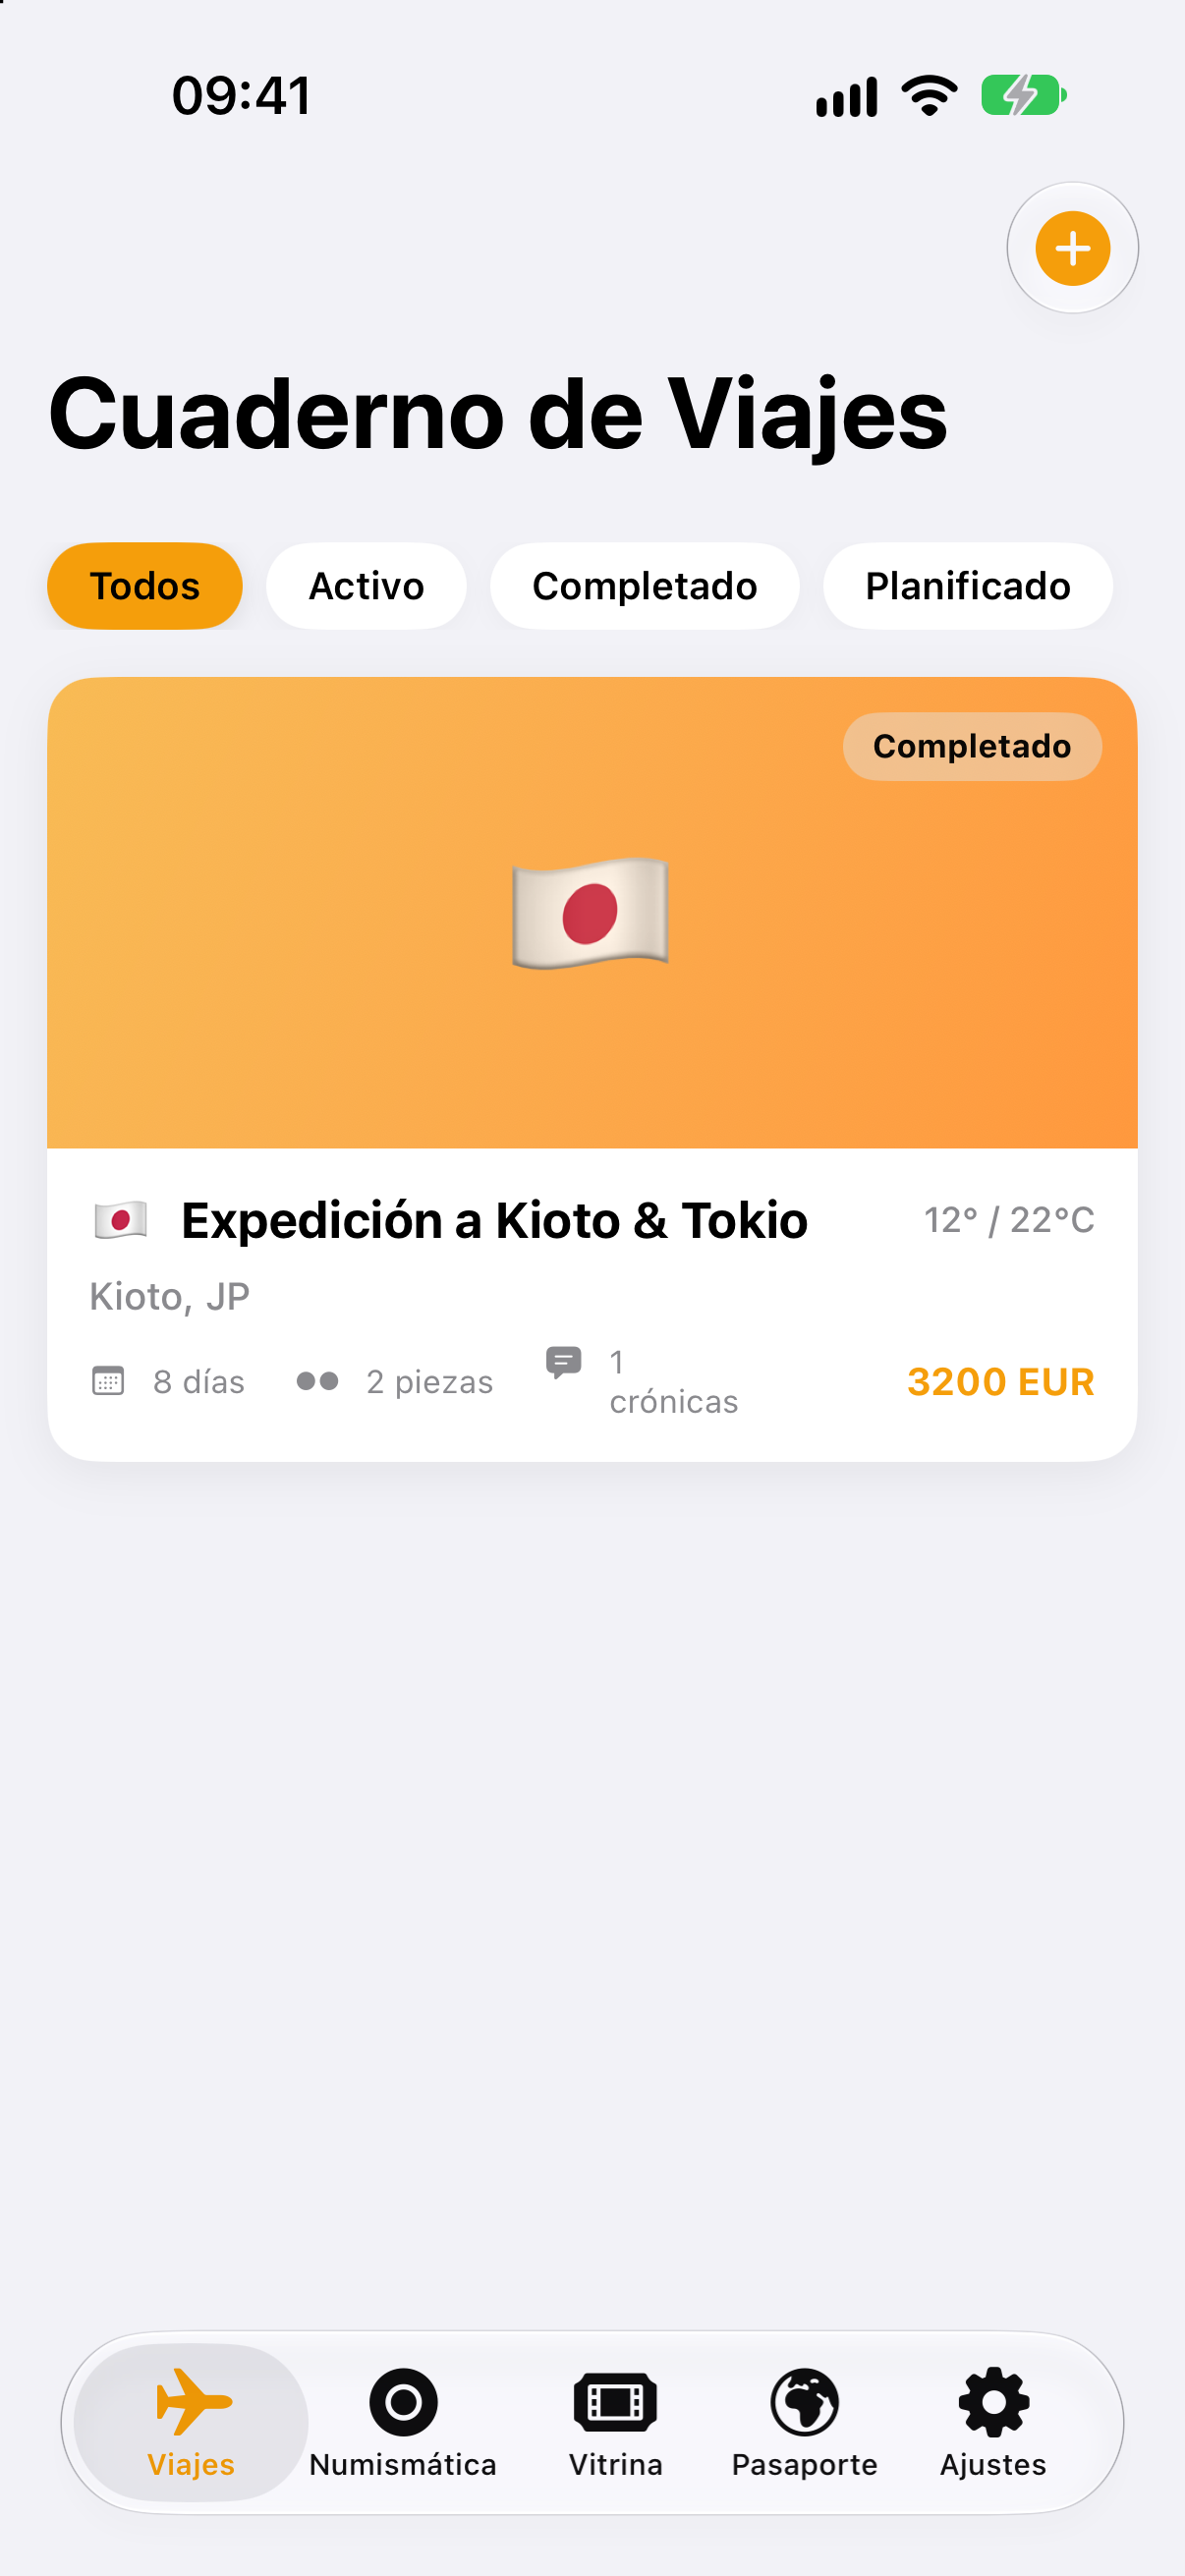 09:41
Cuaderno de Viajes
Todos Activo Completado Planificado
Completado
Expedición a Kioto & Tokio 12° / 22°C
Kioto, JP
8 días 2 piezas 1 crónicas 3200 EUR
Viajes Numismática Vitrina Pasaporte Ajustes